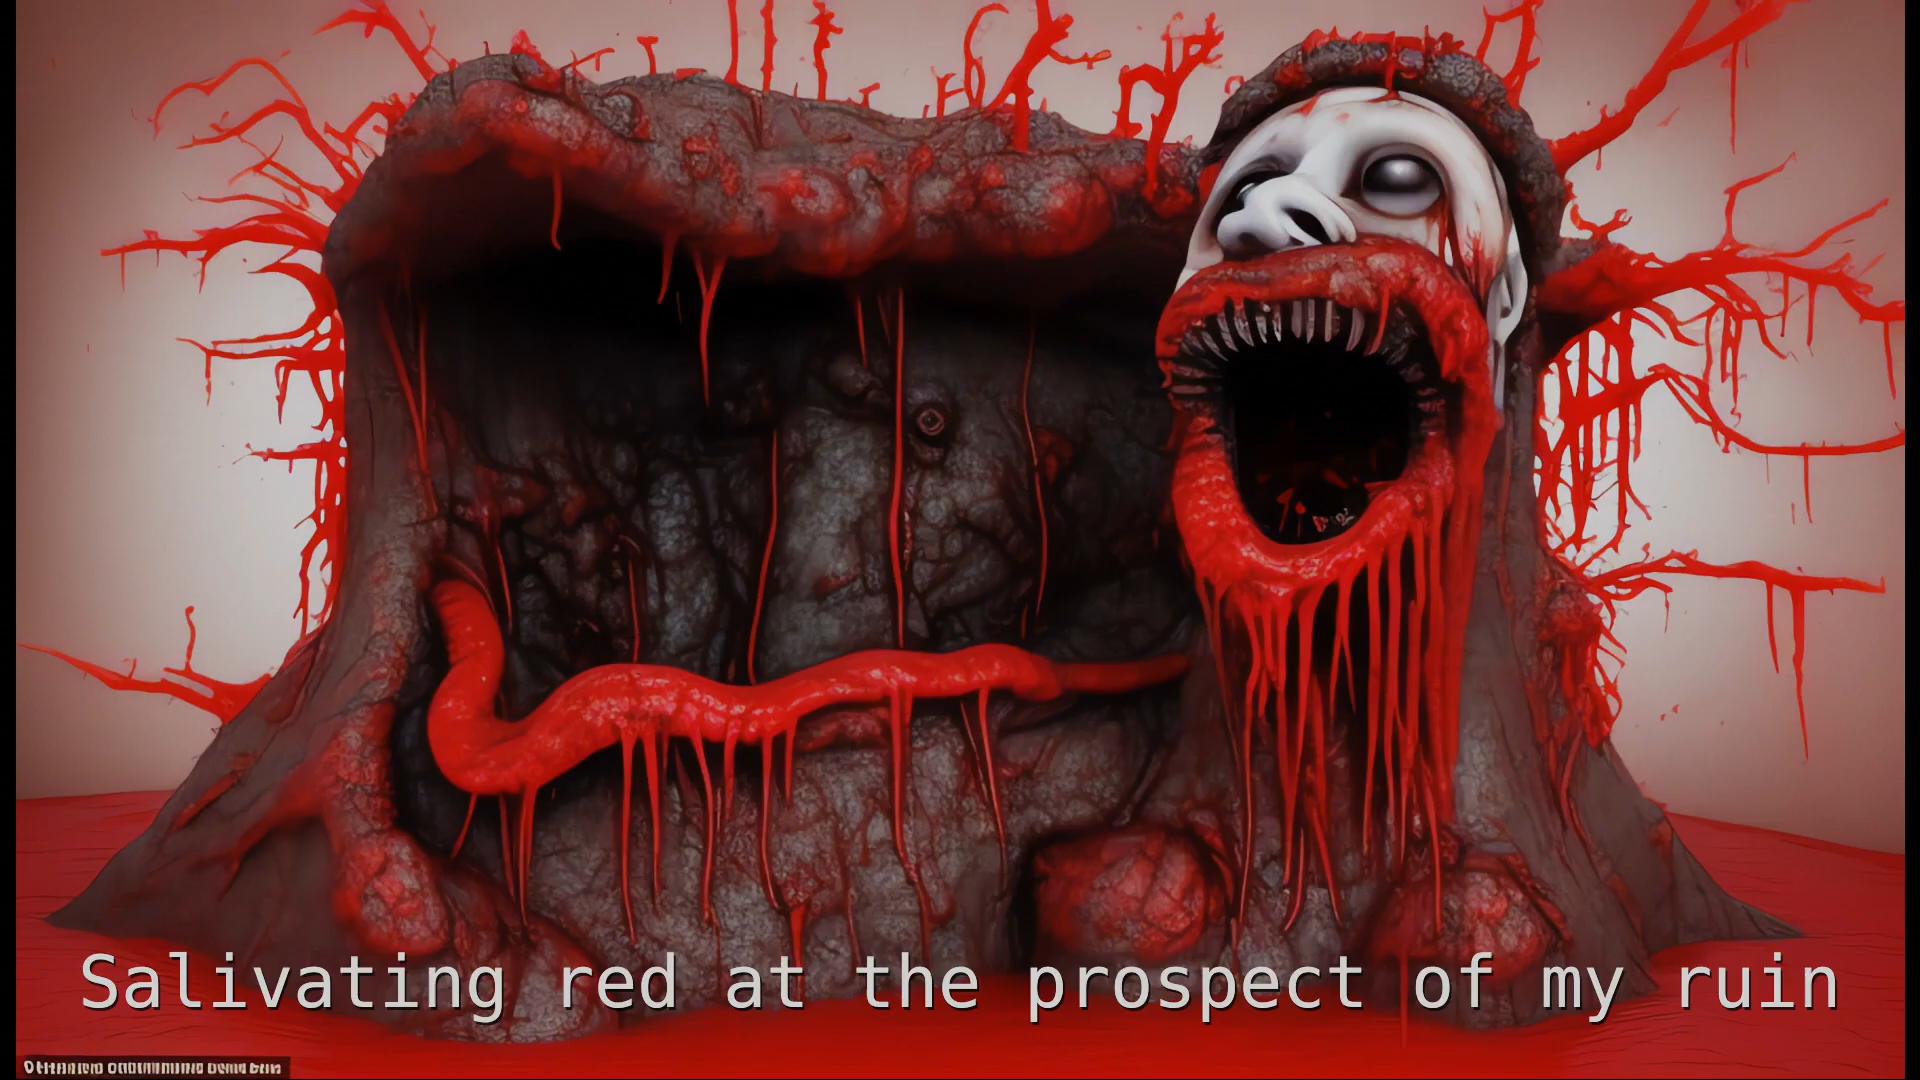 Salivating red at the prospect of my ruin